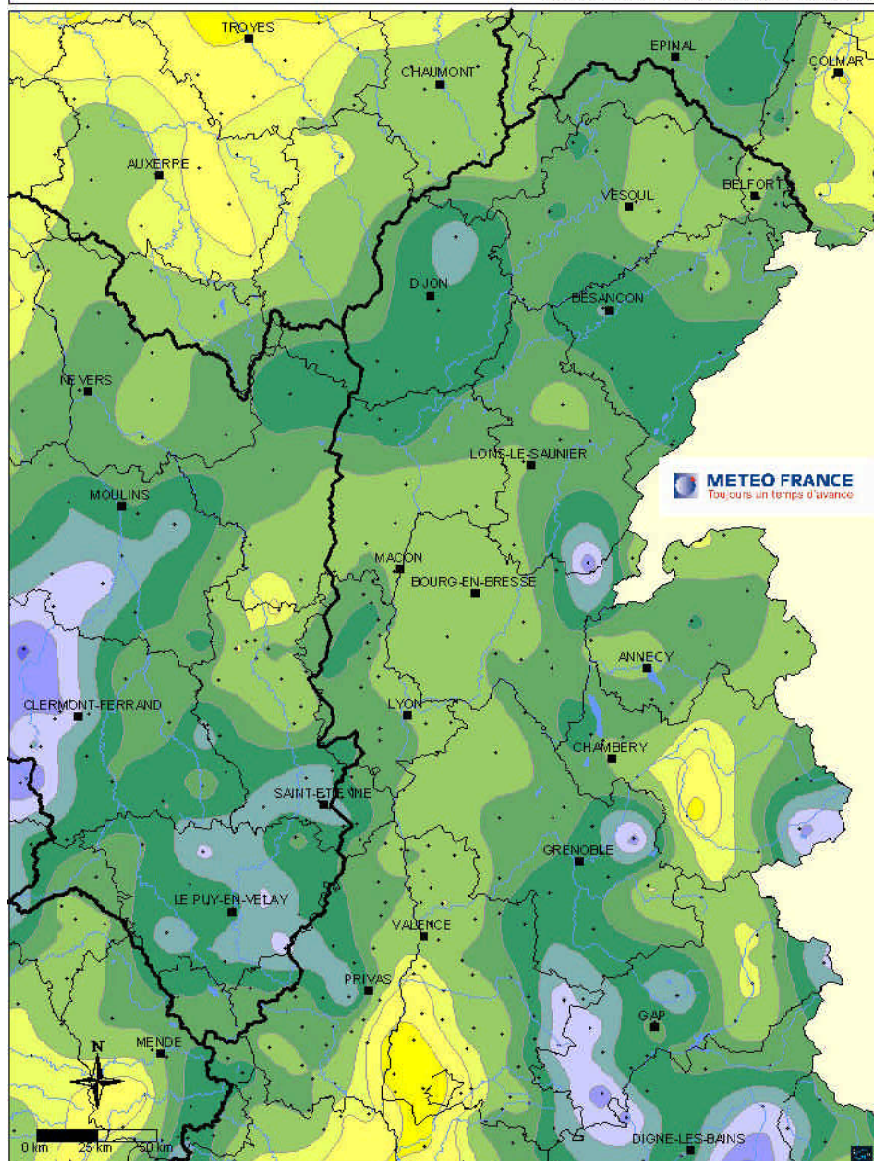 TROYES
EPINAL
COLMAR
CHAUMONT
AUXERRE
VESOUL
BELFORT
DIJON
BESANCON
NEVERS
LONS-LE-SAUNIER
METEO FRANCE
Toujours un temps d'avance
MOULINS
MACON
BOURG-EN-BRESSE
ANNECY
CLERMONT-FERRAND
LYON
CHAMBERY
SAINT-ETIENNE
GRENOBLE
LE PUY-EN-VELAY
VALENCE
PRIVAS
GAP
MENDE
N
0 km 25 km 50 km
DIGNE-LES-BAINS